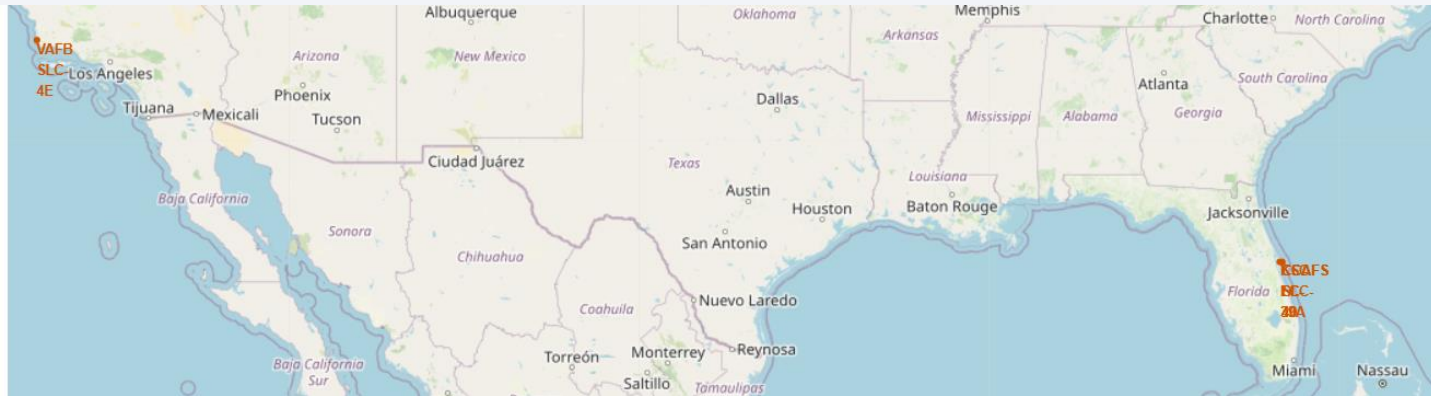 Albuquerque
Oklahoma
Memphis
Charlotte
North Carolina
VAFB
SLC-
4E
Los Angeles
Arizona
New Mexico
Arkansas
South Carolina
Phoenix
Dallas
Atlanta
Tijuana
Mexicali
Tucson
Mississippi
Alabama
Georgia
Ciudad Juárez
Texas
Louisiana
Baja California
Austin
Houston
Baton Rouge
Jacksonville
Sonora
San Antonio
Chihuahua
Florida
Coahuila
Nuevo Laredo
Torreón
Monterrey
Reynosa
Baja California
Sur
Saltillo
Tamaulipas
Miami
Nassau